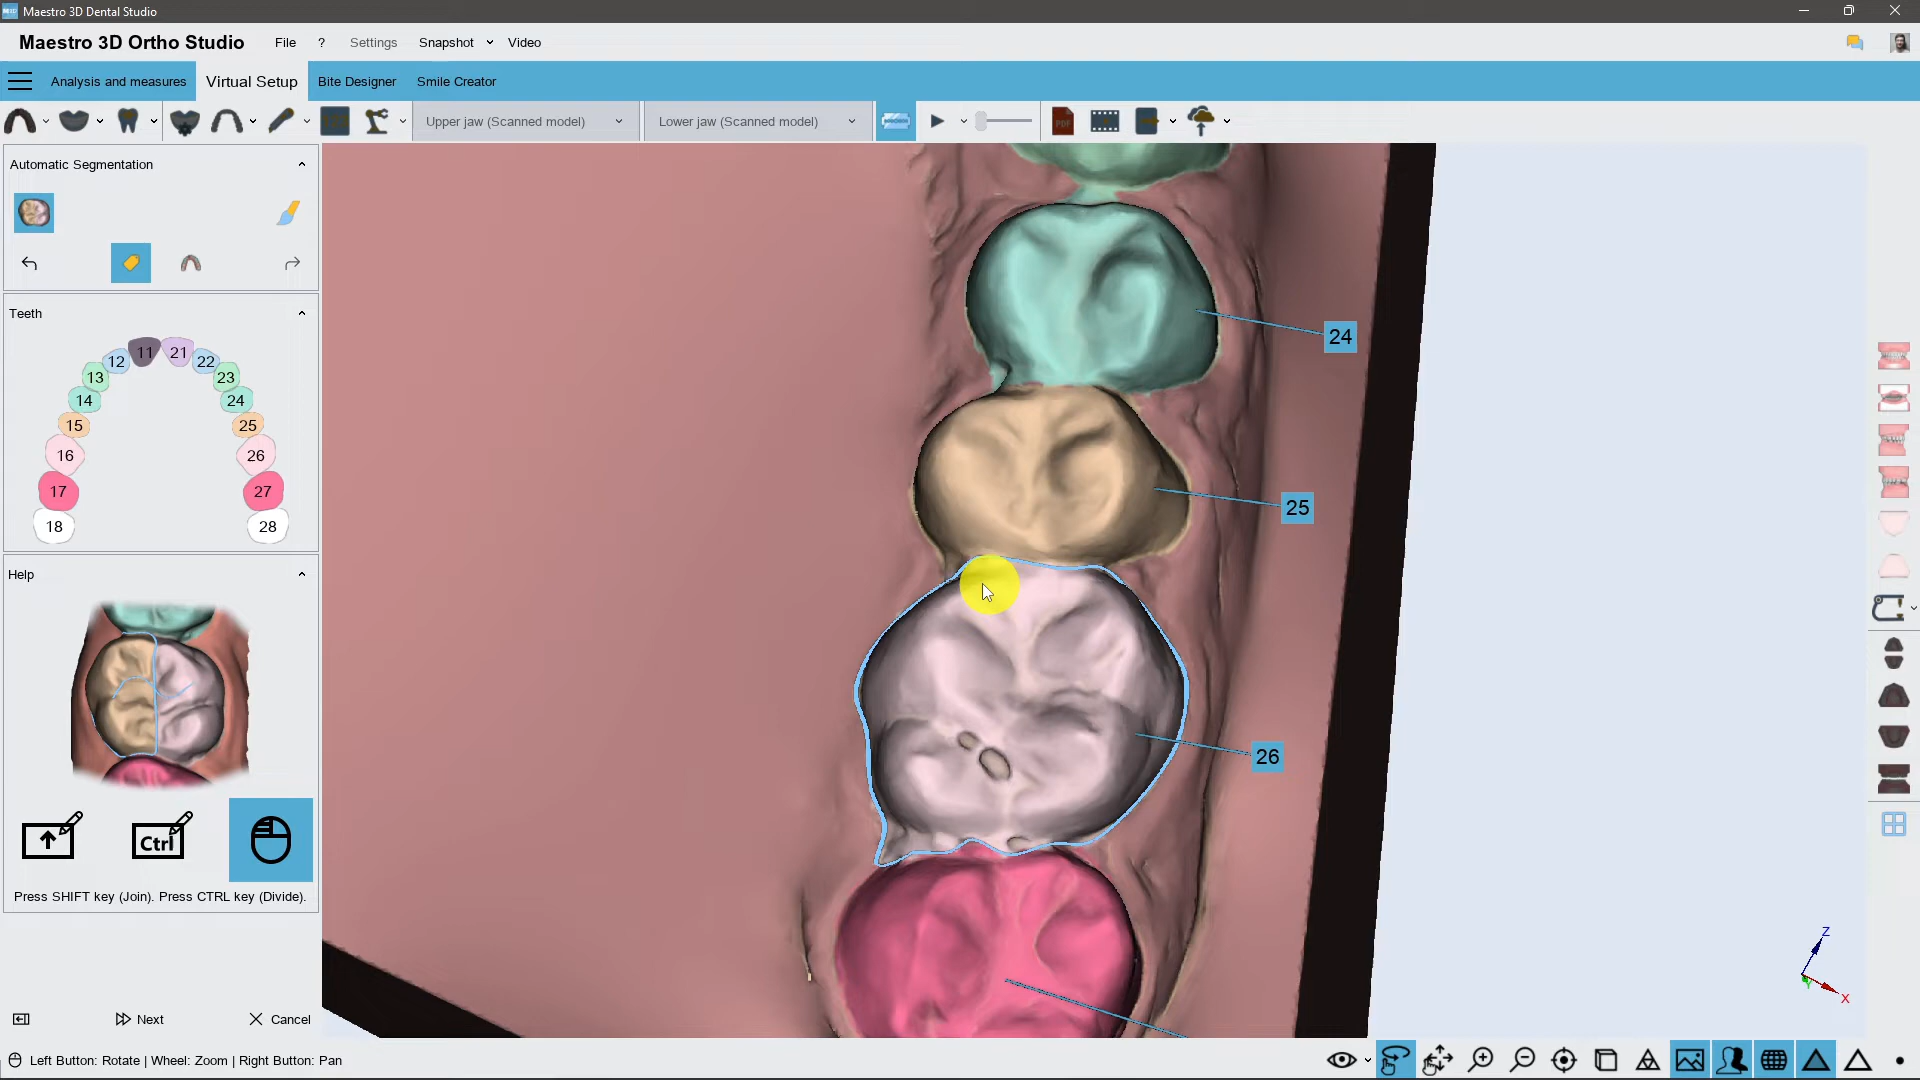 Maestro 3D Dental Studio
Maestro 3D Ortho Studio File ? Settings Snapshot Video
Analysis and measures Virtual Setup Bite Designer Smile Creator
Upper jaw (Scanned model) Lower jaw (Scanned model) PDF
Automatic Segmentation
Teeth
11 21
12 22
13 23
14 24
15 25
16 26
17 27
18 28
Help
Ctrl
Press SHIFT key (Join). Press CTRL key (Divide).
Next Cancel
24
25
26
Z
Y
X
Left Button: Rotate | Wheel: Zoom | Right Button: Pan